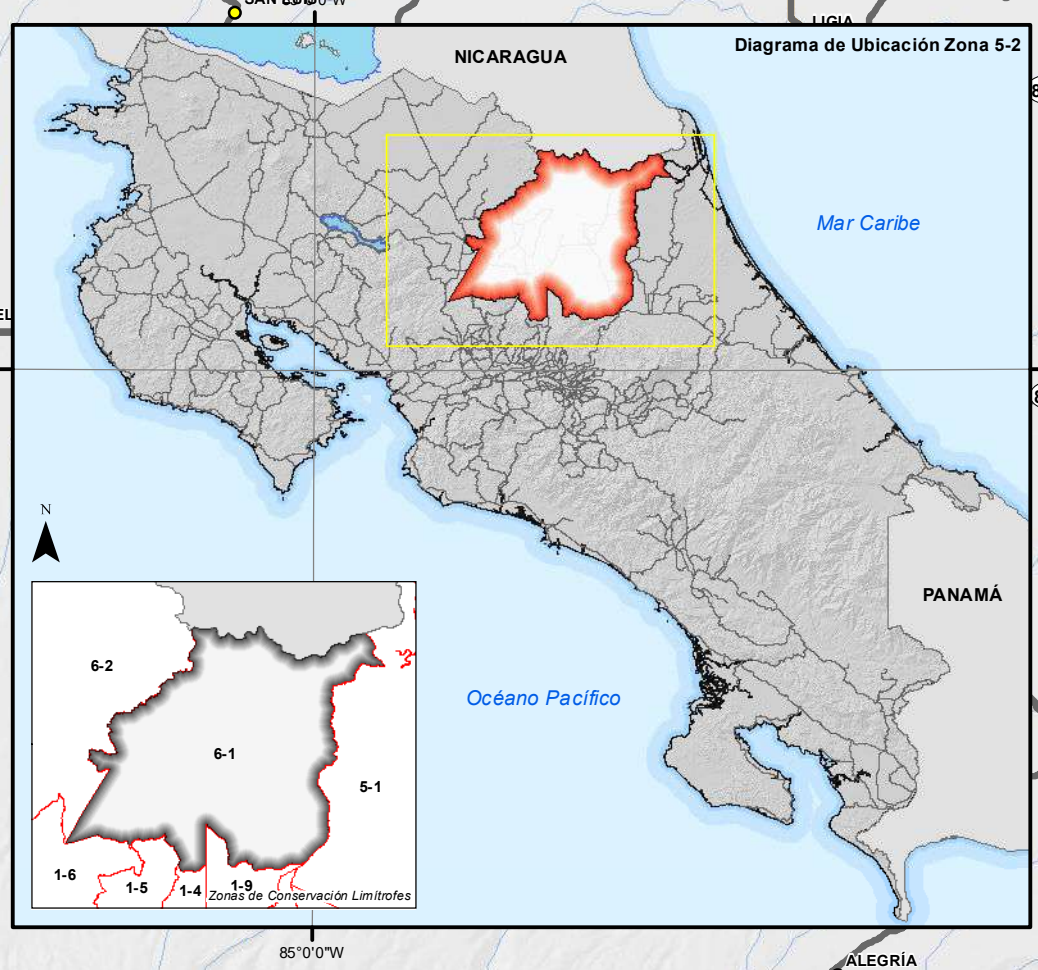 LIGIA
Diagrama de Ubicación Zona 5-2
NICARAGUA
Mar Caribe
N
PANAMÁ
Océano Pacífico
6-2
6-1
5-1
1-6
1-5
1-4
1-9
Zonas de Conservación Limítrofes
85°0'0"W
ALEGRÍA